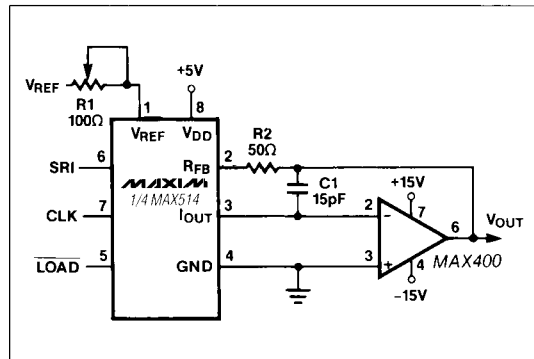 VREF
R1
100Ω
+5V
1
8
VREF
VDD
R2
50Ω
SRI
6
RFB
2
MAXIM
1/4 MAX514
C1
15pF
+15V
CLK
7
IOUT
3
2
-
7
6
VOUT
LOAD
5
GND
4
3
+
4
MAX400
-15V